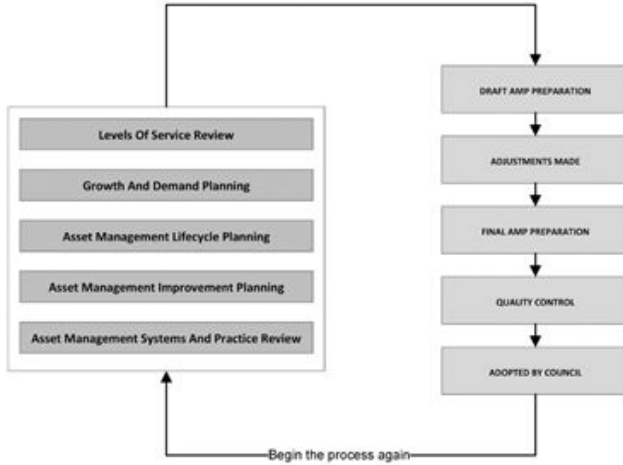 Levels Of Service Review
Growth And Demand Planning
Asset Management Lifecycle Planning
Asset Management Improvement Planning
Asset Management Systems And Practice Review
DRAFT AMP PREPARATION
ADJUSTMENTS MADE
FINAL AMP PREPARATION
QUALITY CONTROL
ADOPTED BY COUNCIL
Begin the process again